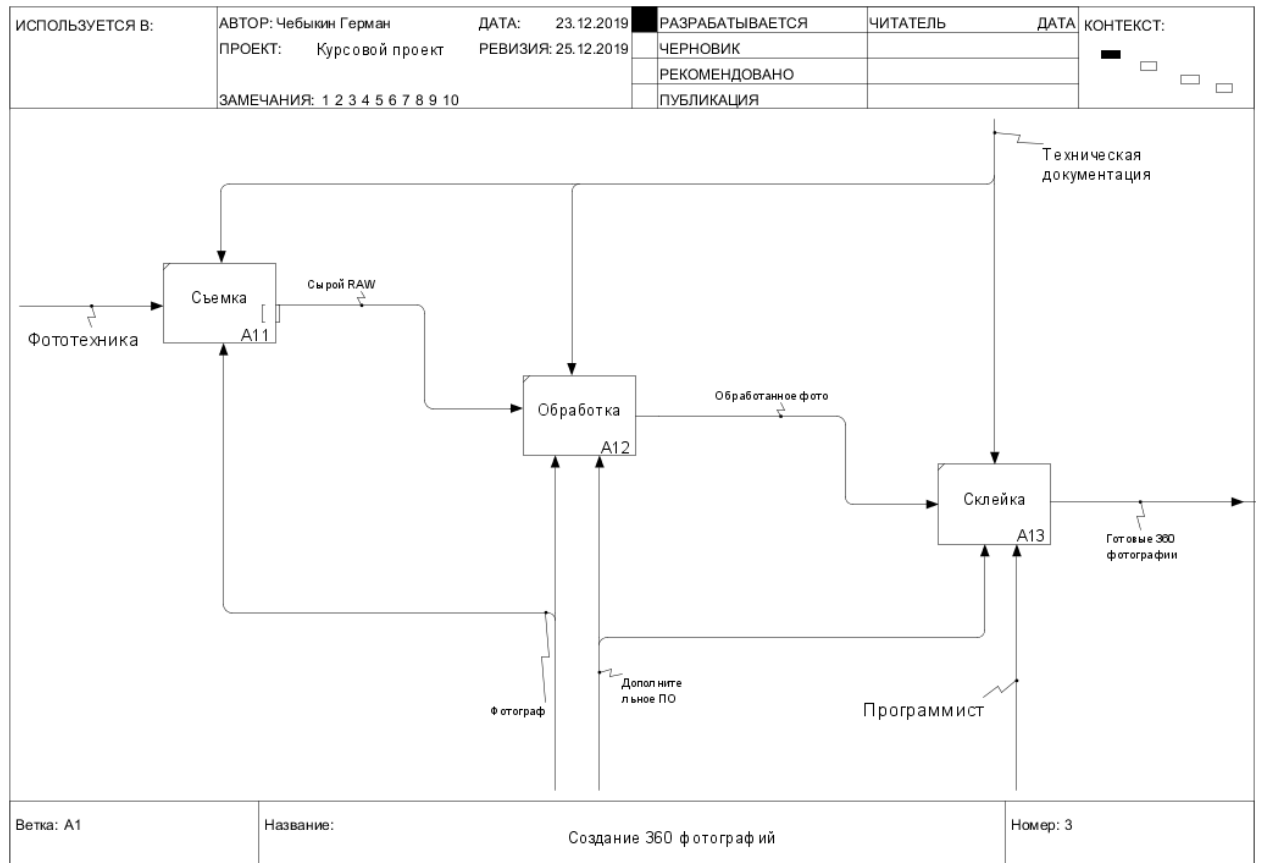 ИСПОЛЬЗУЕТСЯ В:
АВТОР: Чебыкин Герман
ДАТА: 23.12.2019
РАЗРАБАТЫВАЕТСЯ
ЧИТАТЕЛЬ
ДАТА
КОНТЕКСТ:
ПРОЕКТ: Курсовой проект
РЕВИЗИЯ: 25.12.2019
ЧЕРНОВИК
РЕКОМЕНДОВАНО
ЗАМЕЧАНИЯ: 1 2 3 4 5 6 7 8 9 10
ПУБЛИКАЦИЯ
Техническая
документация
Съемка
A11
Сырой RAW
Фототехника
Обработка
A12
Обработанное фото
Склейка
A13
Готовые 360
фотографии
Фотограф
Дополните
льное ПО
Программист
Ветка: A1
Название:
Создание 360 фотографий
Номер: 3